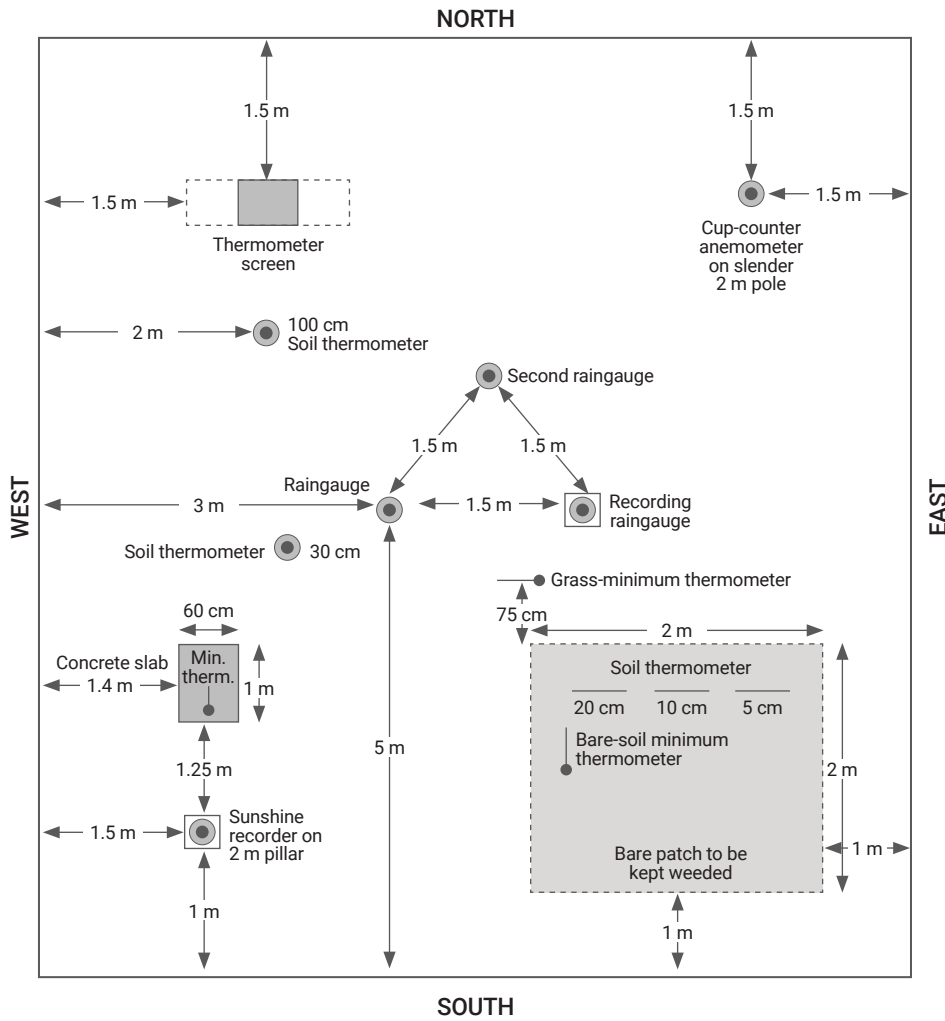 NORTH
1.5 m
1.5 m
1.5 m
1.5 m
Thermometer
screen
Cup-counter
anemometer
on slender
2 m pole
2 m
100 cm
Soil thermometer
Second raingauge
1.5 m
1.5 m
WEST
EAST
Raingauge
3 m
1.5 m
Recording
raingauge
Soil thermometer
30 cm
Grass-minimum thermometer
75 cm
60 cm
2 m
Concrete slab
1.4 m
Min.
therm.
1 m
Soil thermometer
20 cm
10 cm
5 cm
Bare-soil minimum
thermometer
5 m
1.25 m
2 m
Sunshine
recorder on
2 m pillar
1.5 m
Bare patch to be
kept weeded
1 m
1 m
1 m
SOUTH